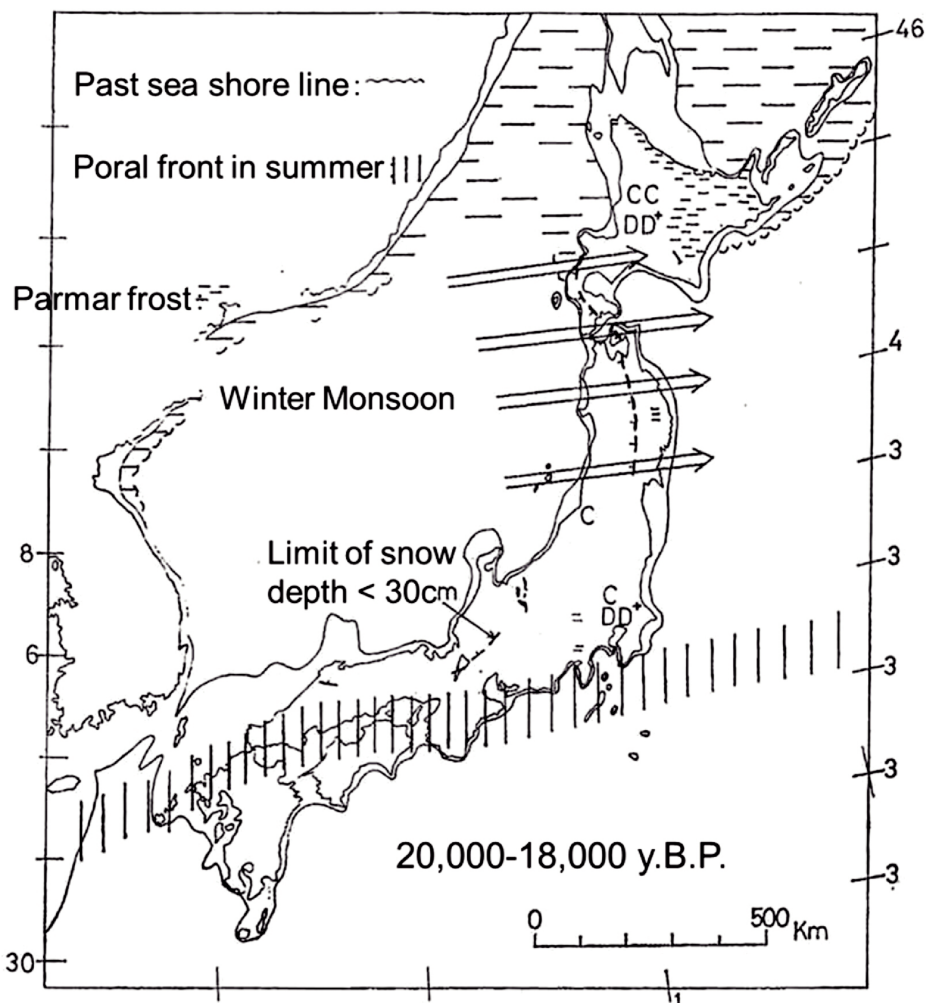 46
Past sea shore line:
Poral front in summer:
CC
DD+
Parmar frost:
4
Winter Monsoon
3
C
8
Limit of snow
depth < 30cm
3
C
DD+
6
3
3
20,000-18,000 y.B.P.
3
0 500 Km
30
1